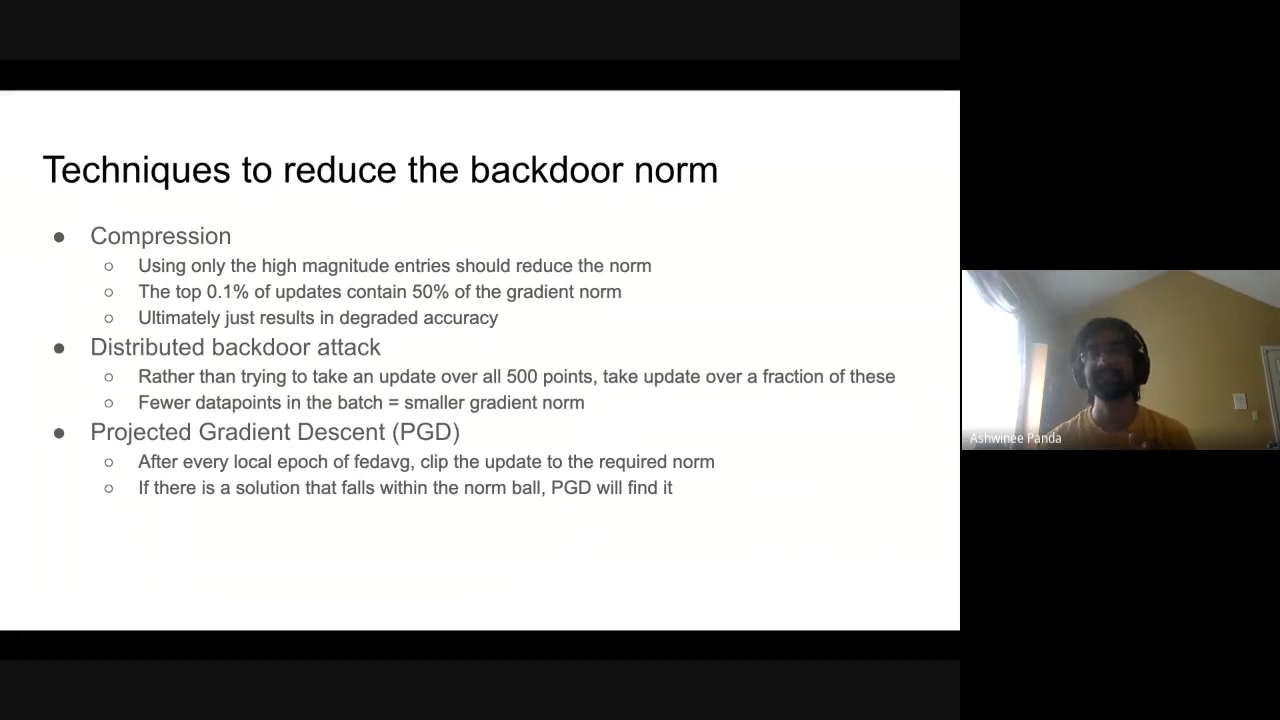 Techniques to reduce the backdoor norm
● Compression
○ Using only the high magnitude entries should reduce the norm
○ The top 0.1% of updates contain 50% of the gradient norm
○ Ultimately just results in degraded accuracy
● Distributed backdoor attack
○ Rather than trying to take an update over all 500 points, take update over a fraction of these
○ Fewer datapoints in the batch = smaller gradient norm
● Projected Gradient Descent (PGD)
○ After every local epoch of fedavg, clip the update to the required norm
○ If there is a solution that falls within the norm ball, PGD will find it
Ashwinee Panda